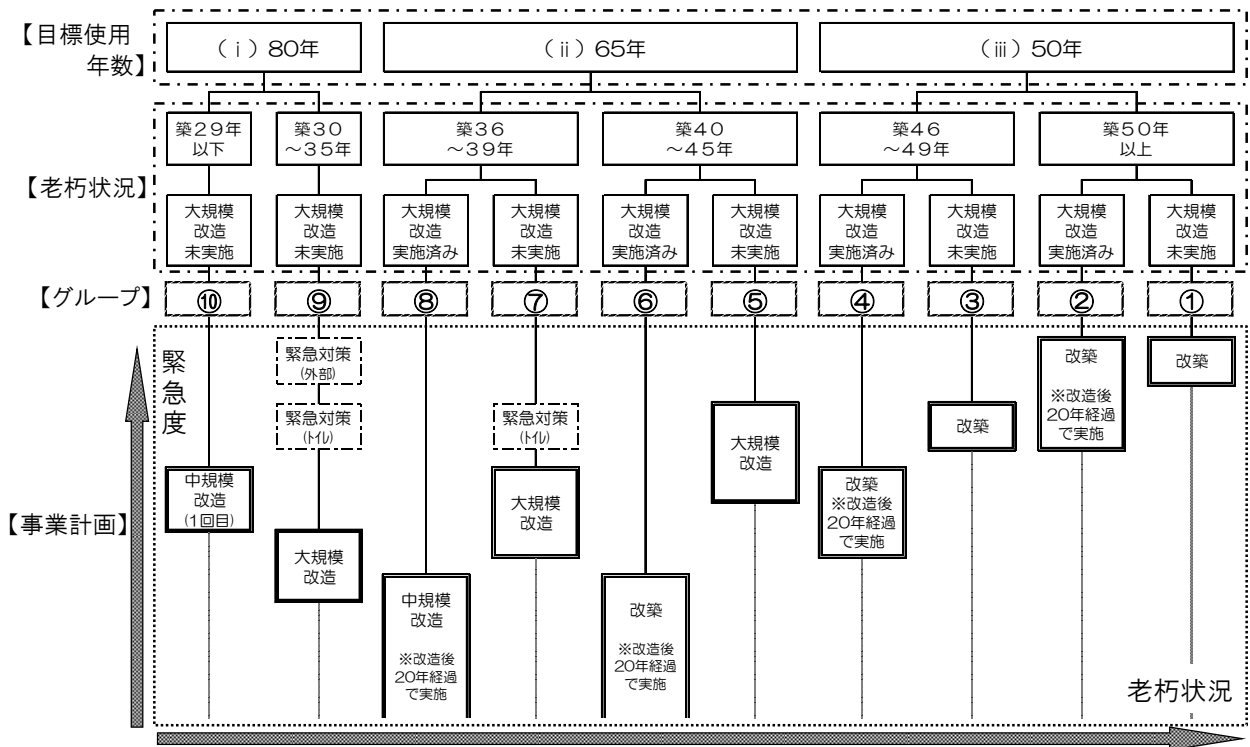 【目標使用
年数】
（ⅰ）80年
（ⅱ）65年
（ⅲ）50年
【老朽状況】
築２９年
以下
築３０
～３５年
築３６
～３９年
築４０
～４５年
築４６
～４９年
築５０年
以上
大規模
改造
未実施
大規模
改造
未実施
大規模
改造
実施済み
大規模
改造
未実施
大規模
改造
実施済み
大規模
改造
未実施
大規模
改造
実施済み
大規模
改造
未実施
大規模
改造
実施済み
大規模
改造
未実施
【グループ】
⑩
⑨
⑧
⑦
⑥
⑤
④
③
②
①
【事業計画】
緊急度
中規模
改造
(１回目)
緊急対策
(外部)
緊急対策
(ﾄｲﾚ)
大規模
改造
中規模
改造
※改造後
20年経過
で実施
緊急対策
(ﾄｲﾚ)
大規模
改造
改築
※改造後
20年経過
で実施
大規模
改造
改築
※改造後
20年経過
で実施
改築
改築
※改造後
20年経過
で実施
改築
老朽状況